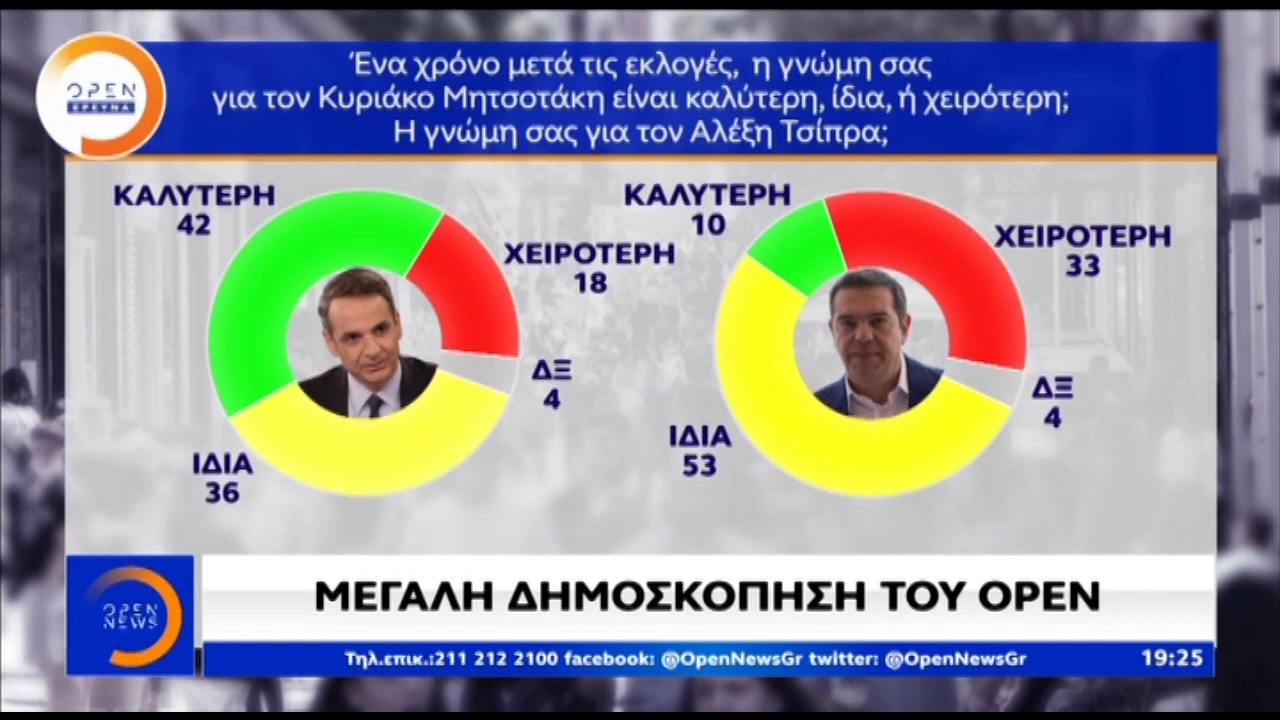 OPEN
ΕΡΕΥΝΑ
Ένα χρόνο μετά τις εκλογές, η γνώμη σας
για τον Κυριάκο Μητσοτάκη είναι καλύτερη, ίδια, ή χειρότερη;
Η γνώμη σας για τον Αλέξη Τσίπρα;
ΚΑΛΥΤΕΡΗ
42
ΧΕΙΡΟΤΕΡΗ
18
ΔΞ
4
ΙΔΙΑ
36
ΚΑΛΥΤΕΡΗ
10
ΧΕΙΡΟΤΕΡΗ
33
ΔΞ
4
ΙΔΙΑ
53
OPEN
NEWS
ΜΕΓΑΛΗ ΔΗΜΟΣΚΟΠΗΣΗ ΤΟΥ OPEN
Τηλ.επικ.:211 212 2100 facebook: @OpenNewsGr twitter: @OpenNewsGr 19:25